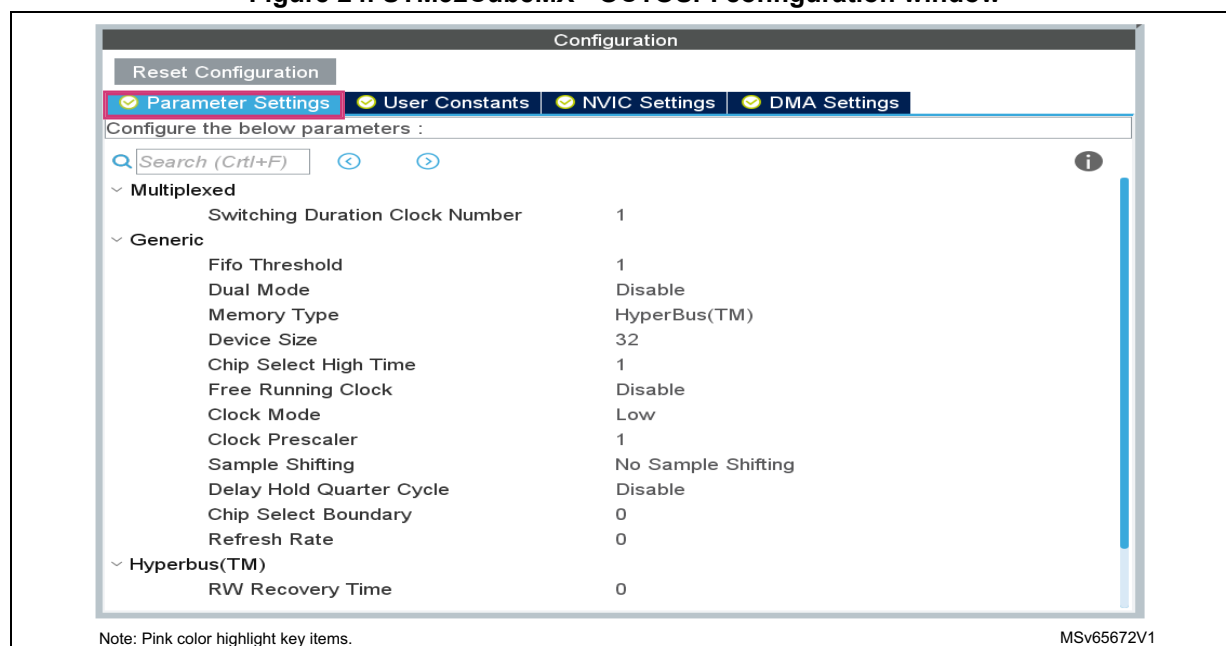 Configuration
Reset Configuration
Parameter Settings User Constants NVIC Settings DMA Settings
Configure the below parameters :
Search (Crtl+F)
Multiplexed
Switching Duration Clock Number 1
Generic
Fifo Threshold 1
Dual Mode Disable
Memory Type HyperBus(TM)
Device Size 32
Chip Select High Time 1
Free Running Clock Disable
Clock Mode Low
Clock Prescaler 1
Sample Shifting No Sample Shifting
Delay Hold Quarter Cycle Disable
Chip Select Boundary 0
Refresh Rate 0
Hyperbus(TM)
RW Recovery Time 0
Note: Pink color highlight key items. MSv65672V1